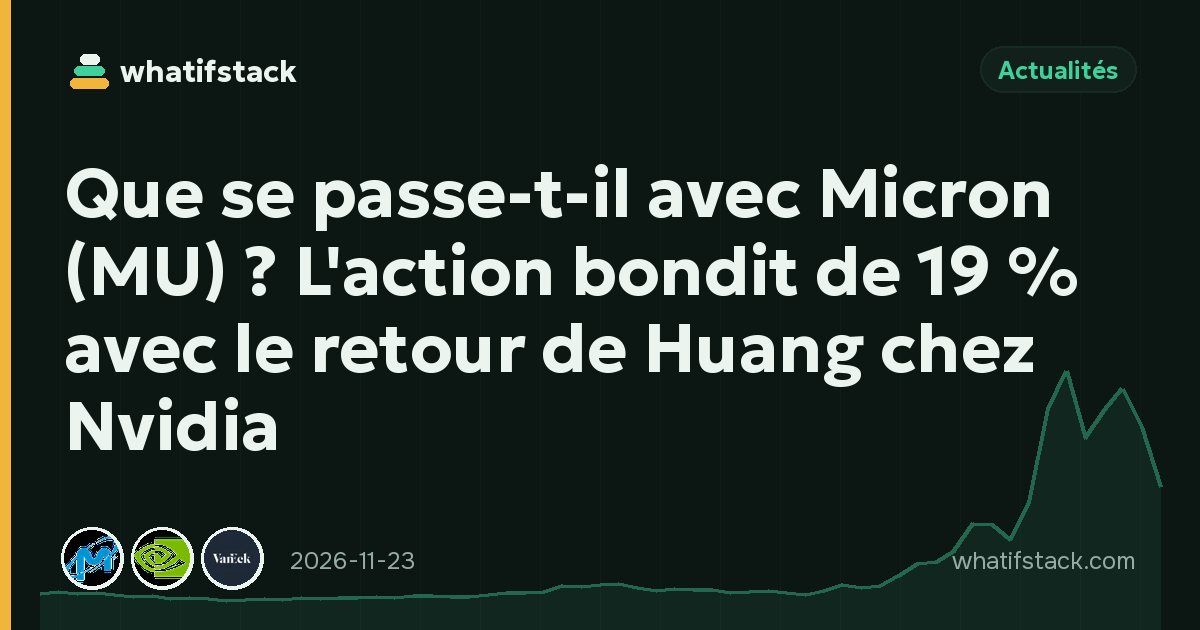 whatifstack
Actualités
Que se passe-t-il avec Micron
(MU) ? L'action bondit de 19 %
avec le retour de Huang chez
Nvidia
VanEck
2026-11-23
whatifstack.com